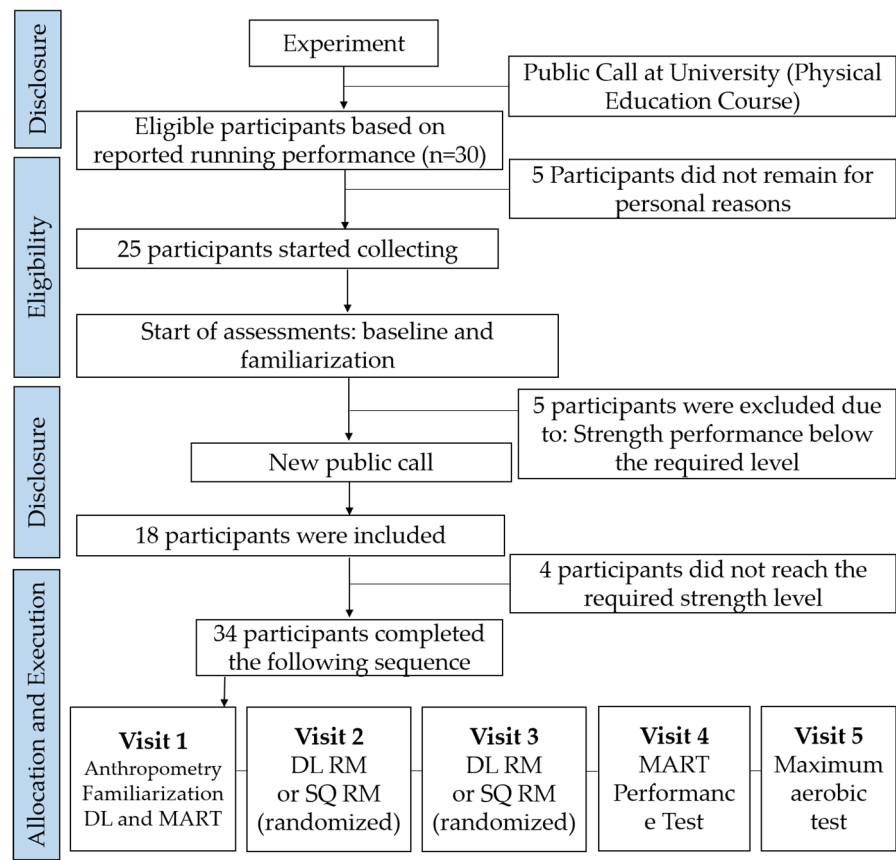 Disclosure
Experiment
Public Call at University (Physical
Education Course)
Eligible participants based on
reported running performance (n=30)
Eligibility
5 Participants did not remain for
personal reasons
25 participants started collecting
Start of assessments: baseline and
familiarization
Disclosure
5 participants were excluded due
to: Strength performance below
the required level
New public call
18 participants were included
Allocation and Execution
4 participants did not reach the
required strength level
34 participants completed
the following sequence
Visit 1
Anthropometry
Familiarization
DL and MART
Visit 2
DL RM
or SQ RM
(randomized)
Visit 3
DL RM
or SQ RM
(randomized)
Visit 4
MART
Performanc
e Test
Visit 5
Maximum
aerobic
test